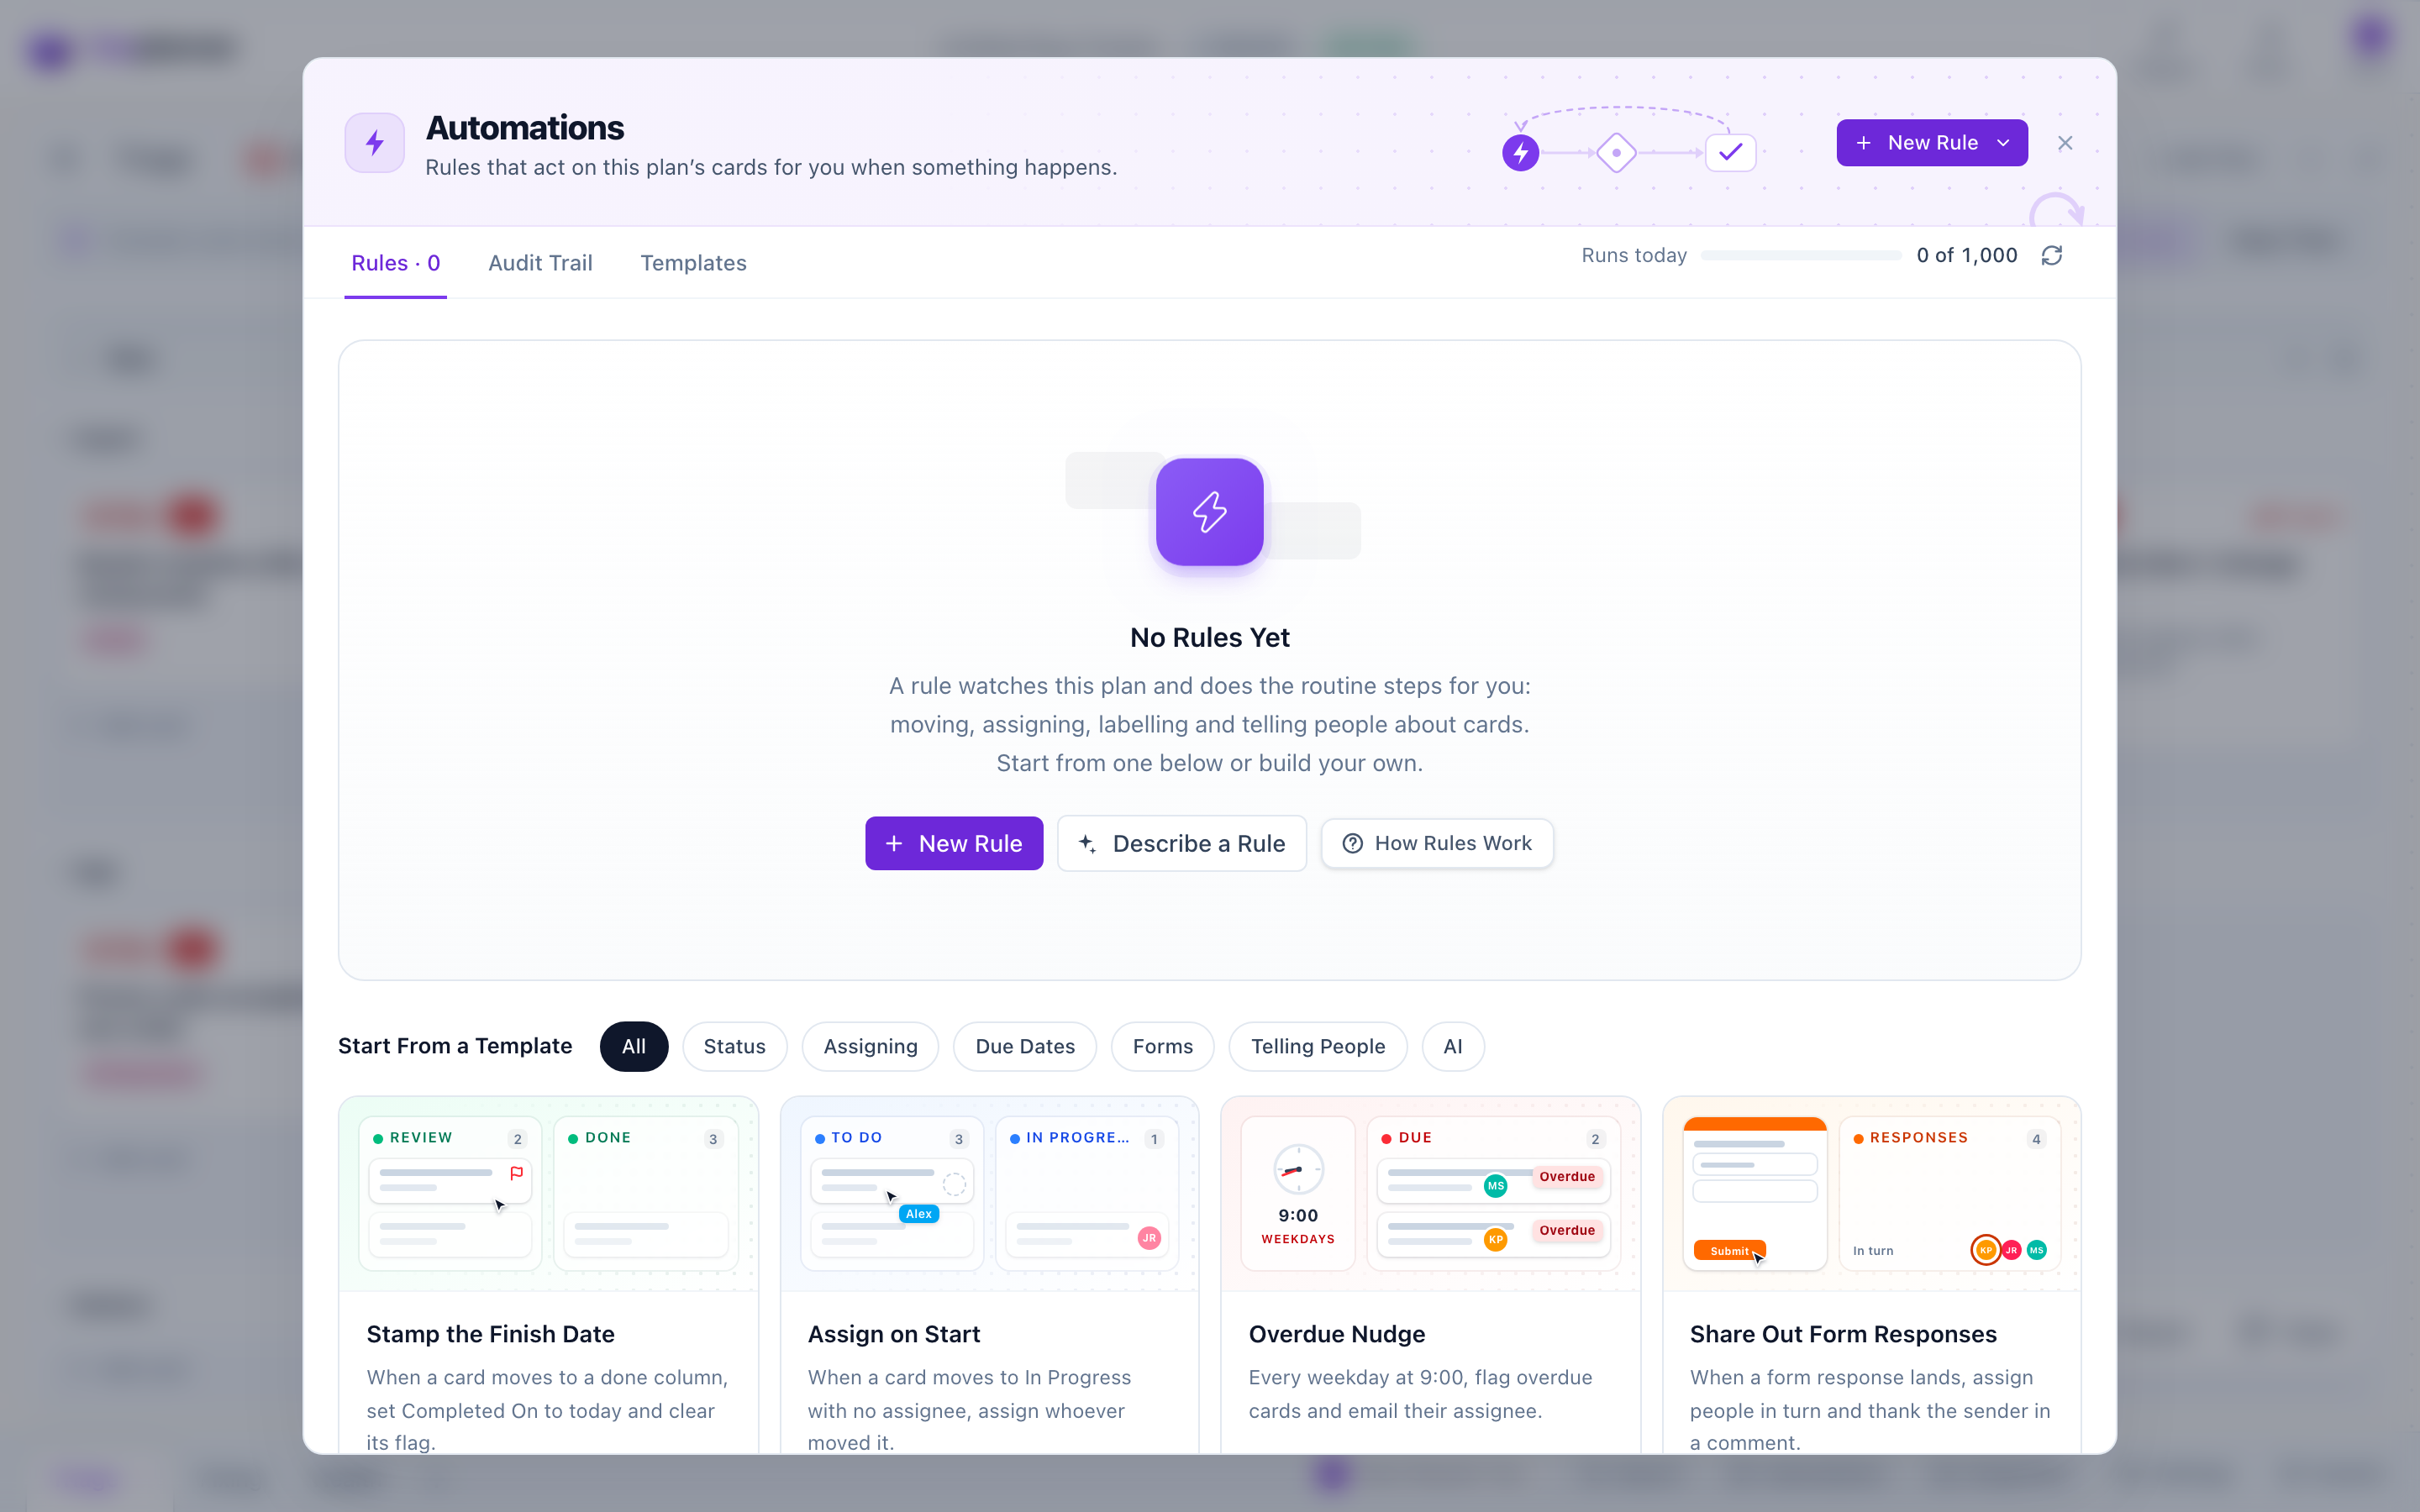 Automations
Rules that act on this plan’s cards for you when something happens.
New Rule
Rules · 0
Audit Trail
Templates
Runs today
0 of 1,000
No Rules Yet
A rule watches this plan and does the routine steps for you:
moving, assigning, labelling and telling people about cards.
Start from one below or build your own.
New Rule
Describe a Rule
How Rules Work
Start From a Template
All
Status
Assigning
Due Dates
Forms
Telling People
AI
REVIEW
2
DONE
3
Stamp the Finish Date
When a card moves to a done column,
set Completed On to today and clear
its flag.
TO DO
3
Alex
IN PROGRE...
1
JR
Assign on Start
When a card moves to In Progress
with no assignee, assign whoever
moved it.
9:00
WEEKDAYS
DUE
2
MS
Overdue
KP
Overdue
Overdue Nudge
Every weekday at 9:00, flag overdue
cards and email their assignee.
Submit
RESPONSES
4
In turn
KP
JR
MS
Share Out Form Responses
When a form response lands, assign
people in turn and thank the sender in
a comment.